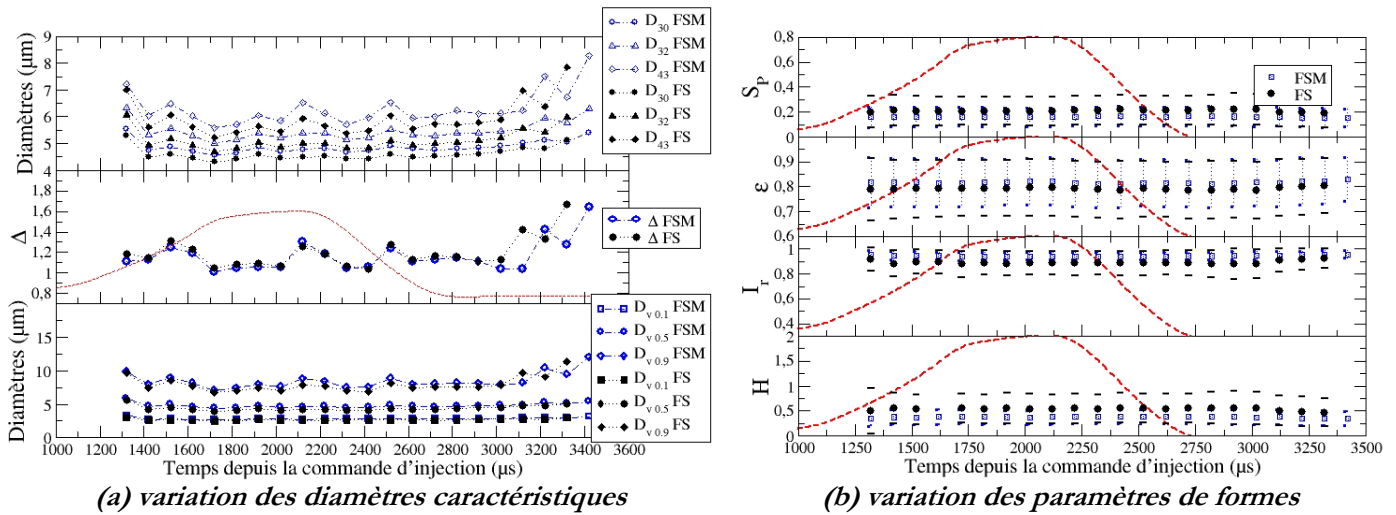 9
8
7
6
5
4
Diamètres (µm)
D30 FSM
D32 FSM
D43 FSM
D30 FS
D32 FS
D43 FS
1,8
1,6
1,4
1,2
1
0,8
Δ
Δ FSM
Δ FS
15
10
5
0
Diamètres (µm)
Dv 0.1 FSM
Dv 0.5 FSM
Dv 0.9 FSM
Dv 0.1 FS
Dv 0.5 FS
Dv 0.9 FS
1000 1200 1400 1600 1800 2000 2200 2400 2600 2800 3000 3200 3400 3600
Temps depuis la commande d'injection (µs)
(a) variation des diamètres caractéristiques
0,8
0,6
0,4
0,2
0
SP
FSM
FS
0,9
0,8
0,7
0,6
ε
1
0,8
0,6
0,4
Ir
2
1,5
1
0,5
0
H
1000 1250 1500 1750 2000 2250 2500 2750 3000 3250 3500
Temps depuis la commande d'injection (µs)
(b) variation des paramètres de formes